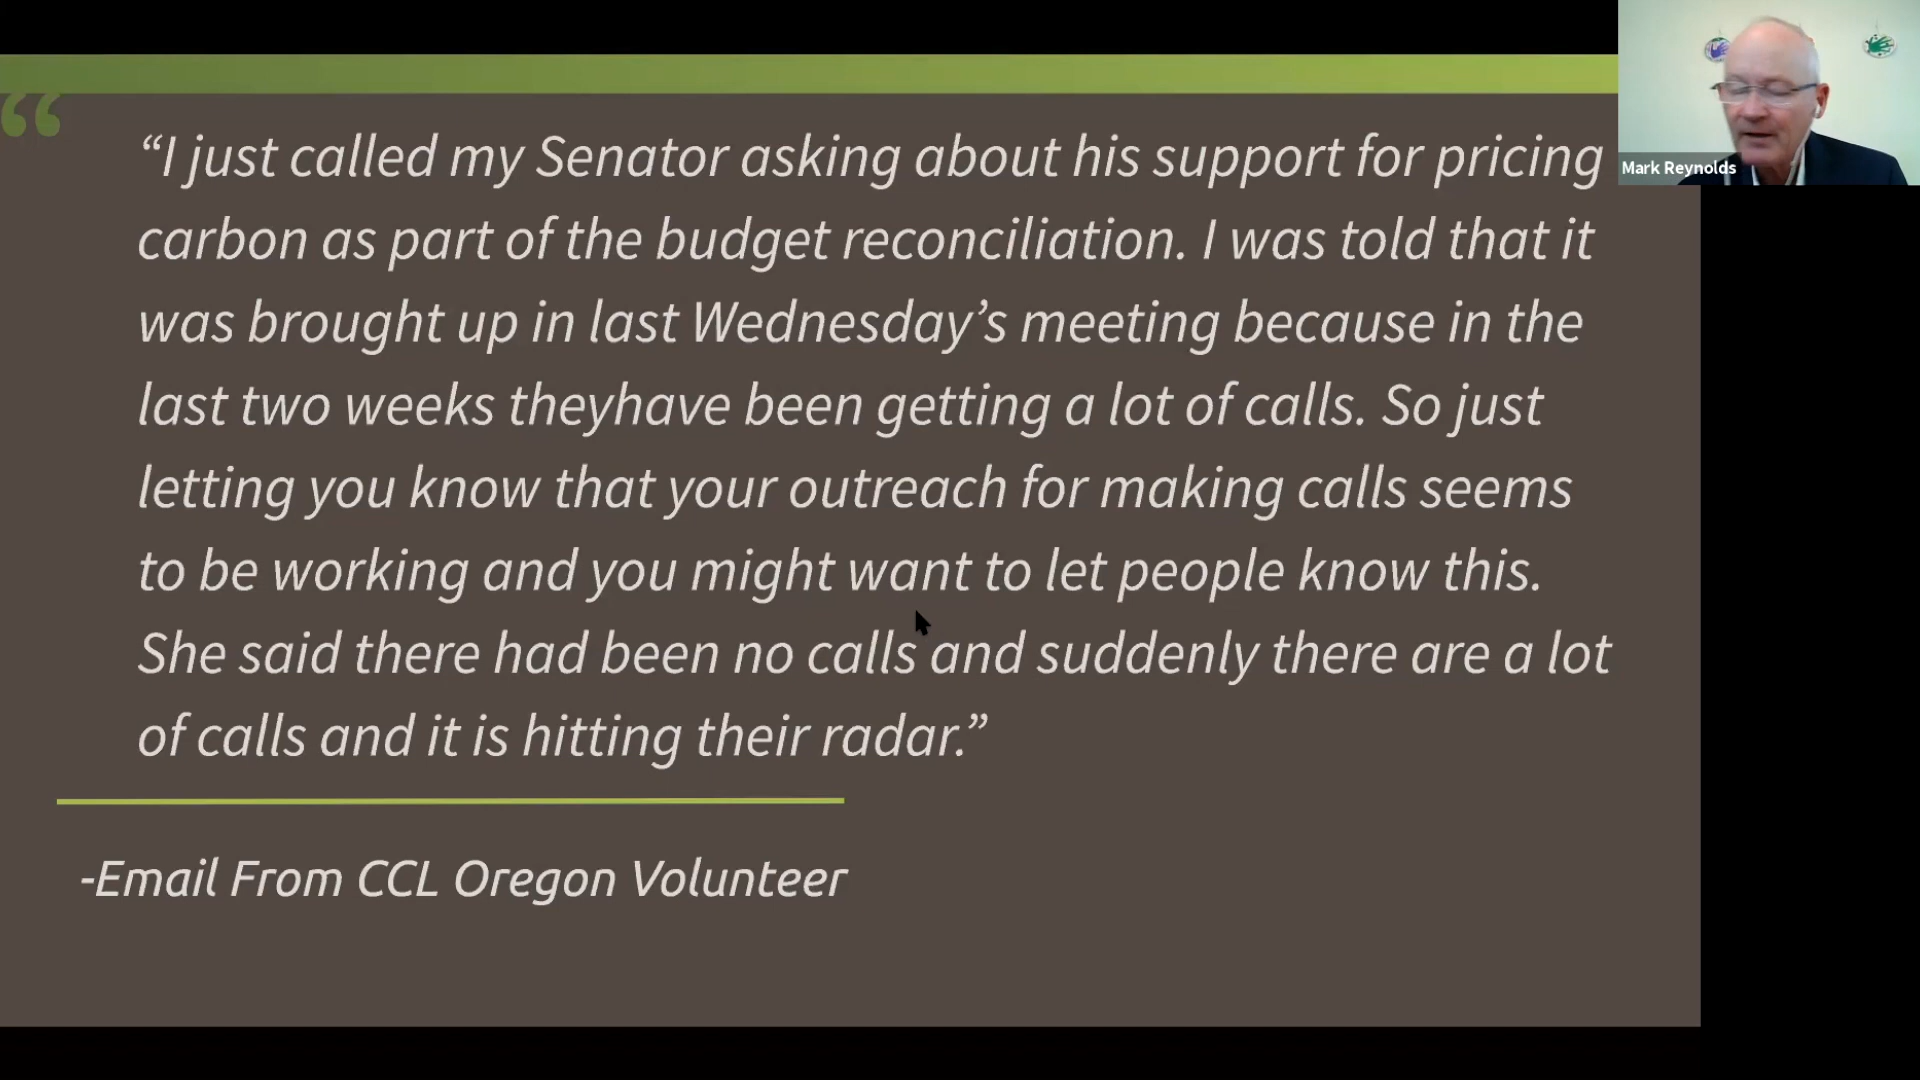 “
“I just called my Senator asking about his support for pricing
carbon as part of the budget reconciliation. I was told that it
was brought up in last Wednesday’s meeting because in the
last two weeks theyhave been getting a lot of calls. So just
letting you know that your outreach for making calls seems
to be working and you might want to let people know this.
She said there had been no calls and suddenly there are a lot
of calls and it is hitting their radar.”
-Email From CCL Oregon Volunteer
Mark Reynolds